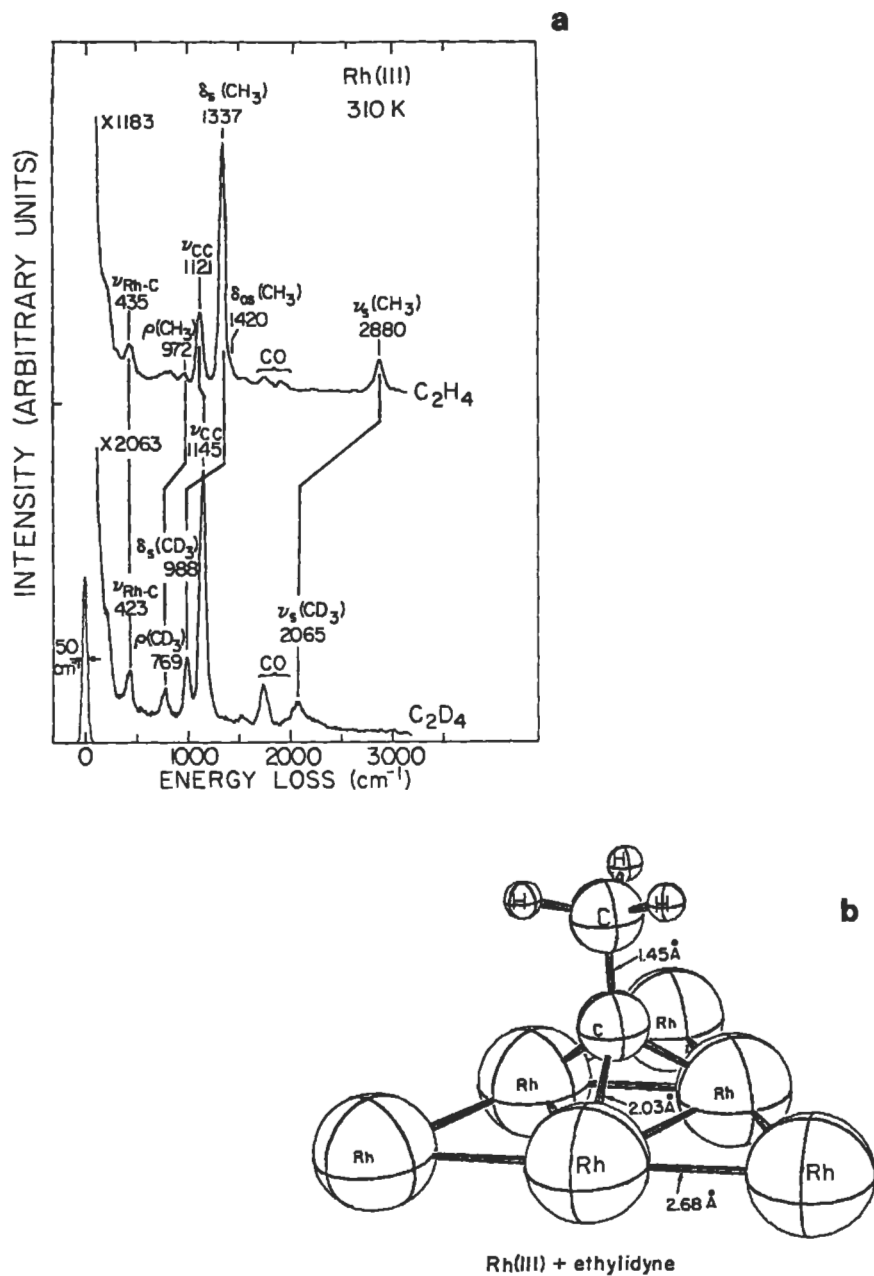 a
Rh(III)
310 K
δs (CH3)
1337
X1183
νCC
1121
νRh-C
435
ρ(CH3)
972
δas(CH3)
1420
νs(CH3)
2880
CO
C2H4
νCC
1145
X2063
δs(CD3)
988
νRh-C
423
νs(CD3)
2065
ρ(CD3)
769
50
cm-1
CO
C2D4
0
1000
2000
3000
ENERGY LOSS (cm-1)
INTENSITY (ARBITRARY UNITS)
b
H
H
H
C
1.45Å
C
Rh
Rh
Rh
2.03Å
Rh
Rh
Rh
2.68Å
Rh(III) + ethylidyne